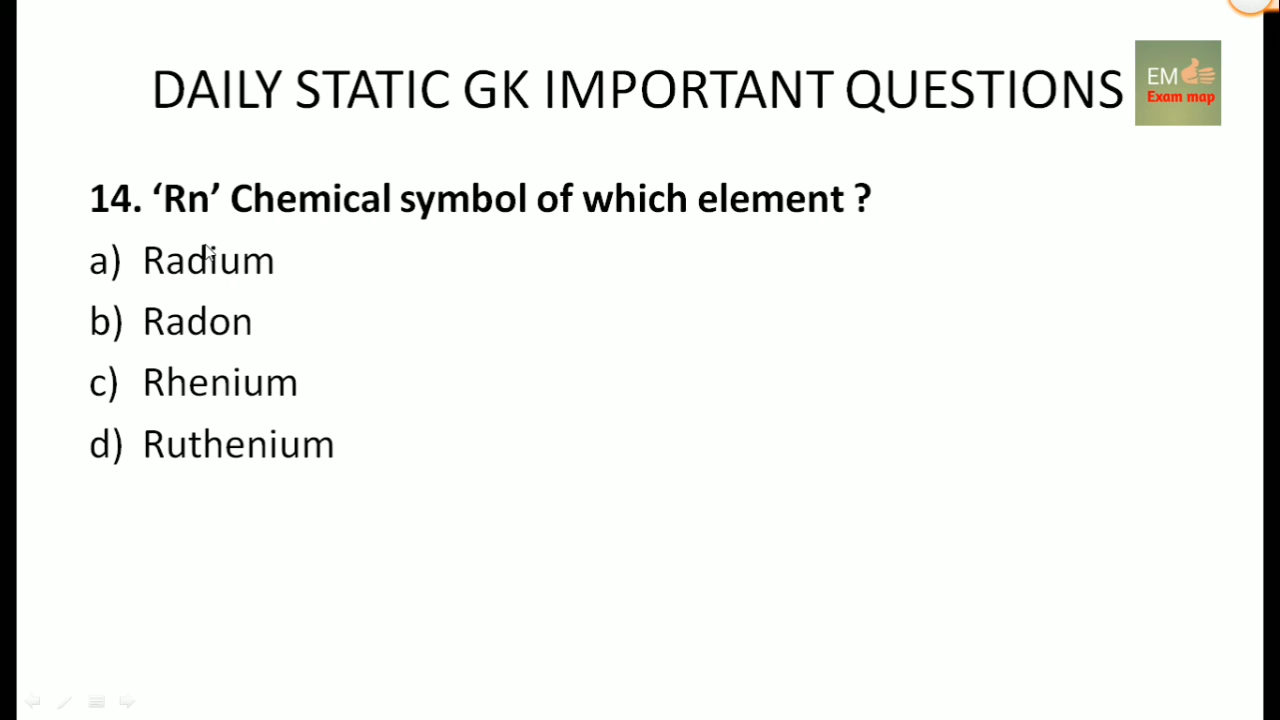 DAILY STATIC GK IMPORTANT QUESTIONS
EM
Exam map
14. ‘Rn’ Chemical symbol of which element ?
a) Radium
b) Radon
c) Rhenium
d) Ruthenium